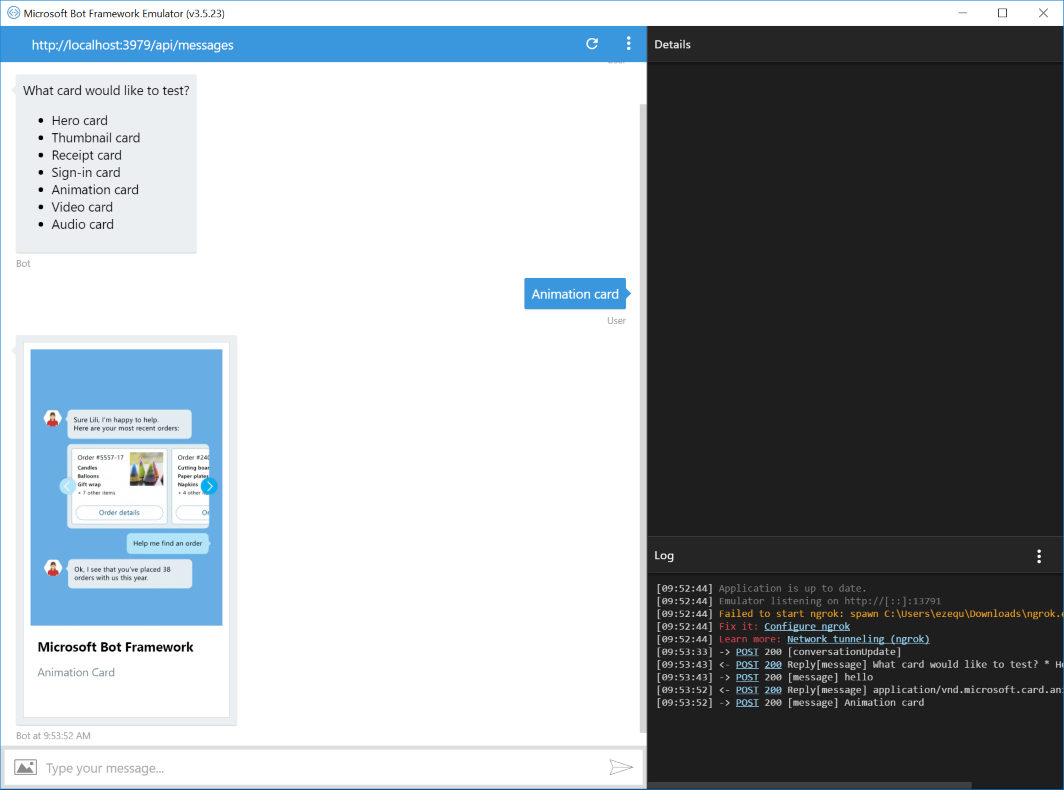 Microsoft Bot Framework Emulator (v3.5.23)
http://localhost:3979/api/messages
What card would like to test?
Hero card
Thumbnail card
Receipt card
Sign-in card
Animation card
Video card
Audio card
Bot
Animation card
User
Sure Lili, I'm happy to help.
Here are your most recent orders:
Order #5557-17
Candles
Balloons
Gift wrap
+ 7 other items
Order details
Order #240
Cutting boar
Paper plates
Napkins
+ 4 other
Help me find an order
Ok, I see that you've placed 38
orders with us this year.
Microsoft Bot Framework
Animation Card
Bot at 9:53:52 AM
Type your message...
Details
Log
[09:52:44] Application is up to date.
[09:52:44] Emulator listening on http://[::]:13791
[09:52:44] Failed to start ngrok: spawn C:\Users\ezequ\Downloads\ngrok.
[09:52:44] Fix it: Configure ngrok
[09:52:44] Learn more: Network tunneling (ngrok)
[09:53:33] -> POST 200 [conversationUpdate]
[09:53:43] <- POST 200 Reply[message] What card would like to test? * He
[09:53:43] -> POST 200 [message] hello
[09:53:52] <- POST 200 Reply[message] application/vnd.microsoft.card.ani
[09:53:52] -> POST 200 [message] Animation card